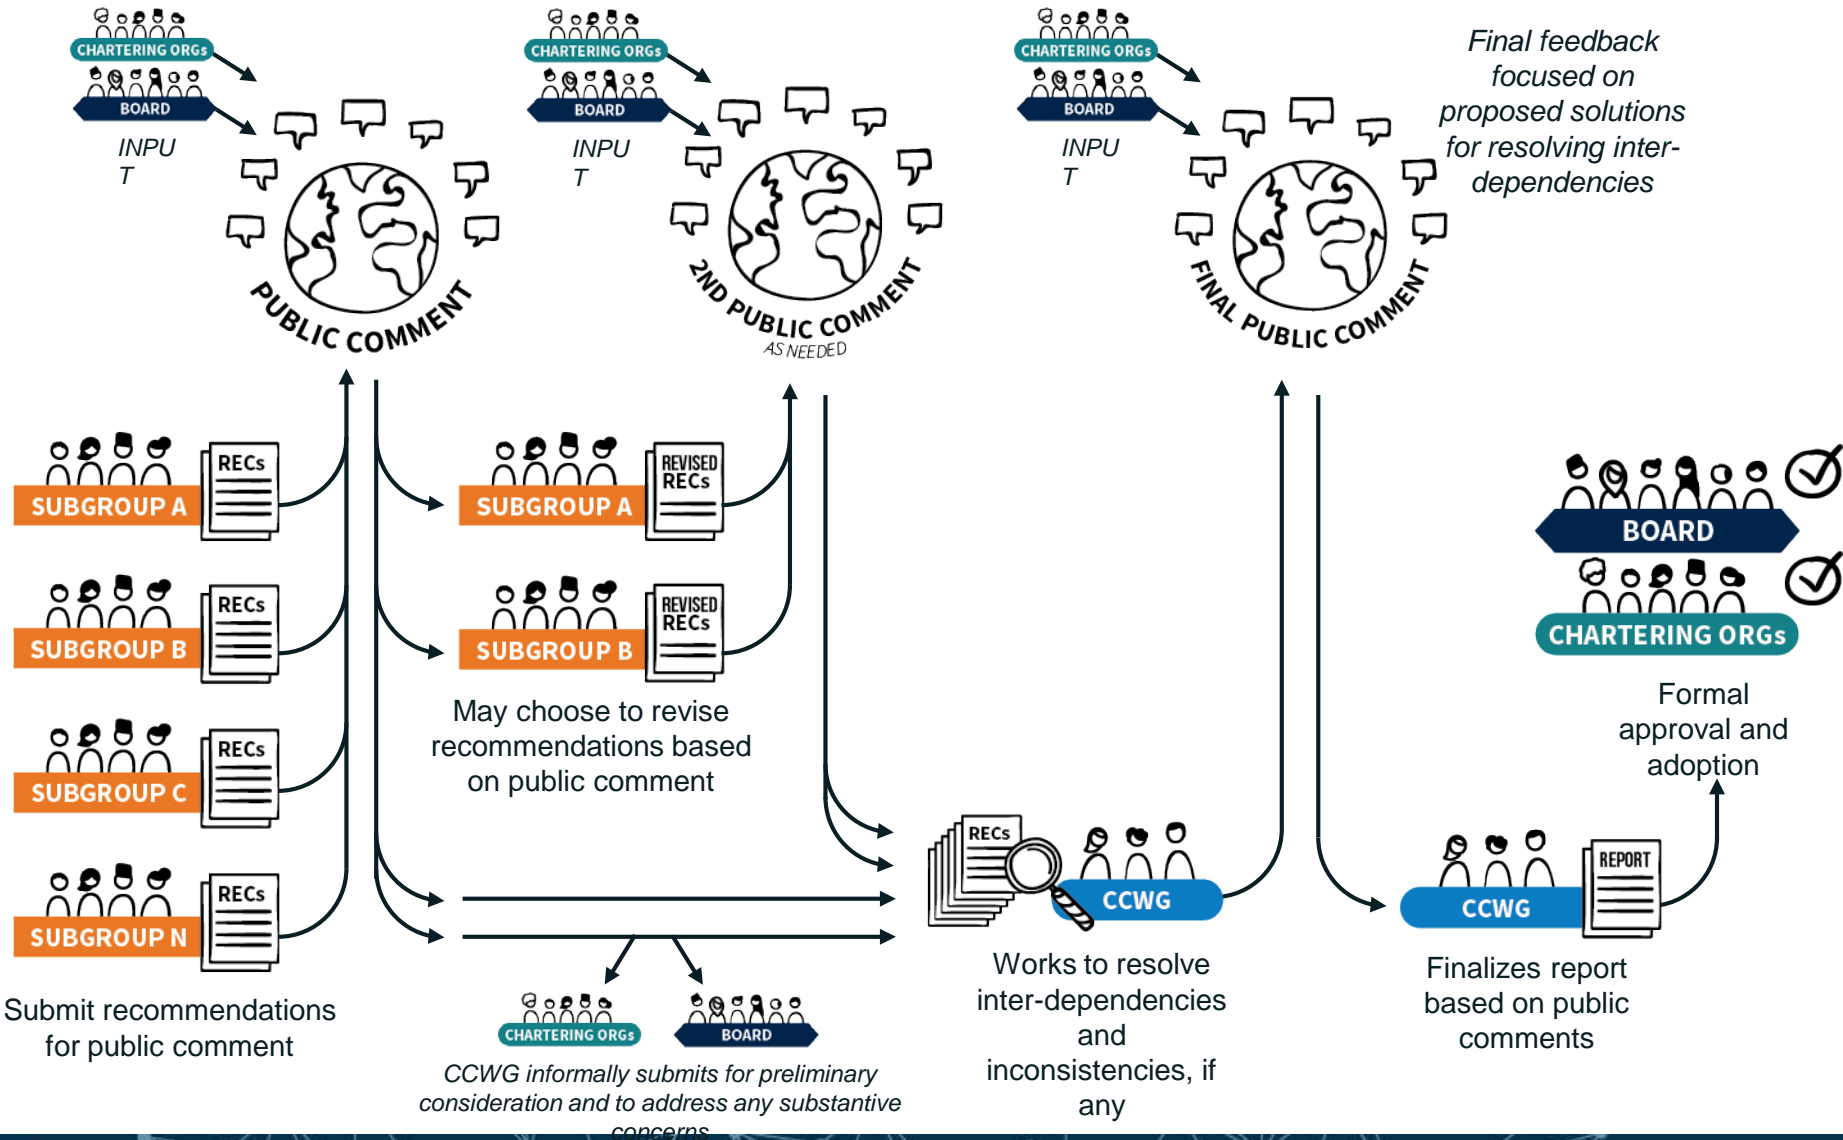 CHARTERING ORGs
BOARD
INPU
T
PUBLIC COMMENT
CHARTERING ORGs
BOARD
INPU
T
2ND PUBLIC COMMENT
AS NEEDED
CHARTERING ORGs
BOARD
INPU
T
FINAL PUBLIC COMMENT
Final feedback
focused on
proposed solutions
for resolving inter-
dependencies
SUBGROUP A
RECs
SUBGROUP B
RECs
SUBGROUP C
RECs
SUBGROUP N
RECs
Submit recommendations
for public comment
SUBGROUP A
REVISED
RECs
SUBGROUP B
REVISED
RECs
May choose to revise
recommendations based
on public comment
CHARTERING ORGs
BOARD
CCWG informally submits for preliminary
consideration and to address any substantive
concerns
RECs
CCWG
Works to resolve
inter-dependencies
and
inconsistencies, if
any
CCWG
REPORT
Finalizes report
based on public
comments
BOARD
CHARTERING ORGs
Formal
approval and
adoption